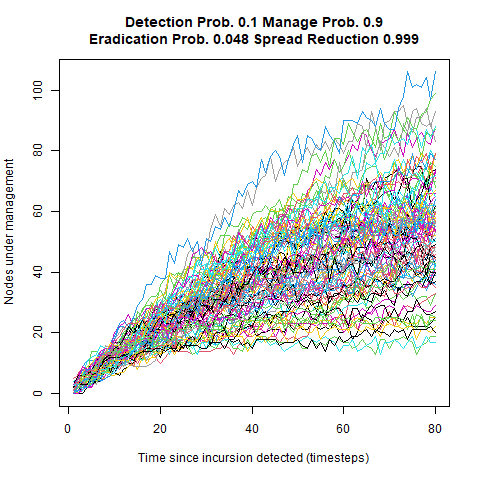 Detection Prob. 0.1 Manage Prob. 0.9
Eradication Prob. 0.048 Spread Reduction 0.999
Nodes under management
100
80
60
40
20
0
0 20 40 60 80
Time since incursion detected (timesteps)